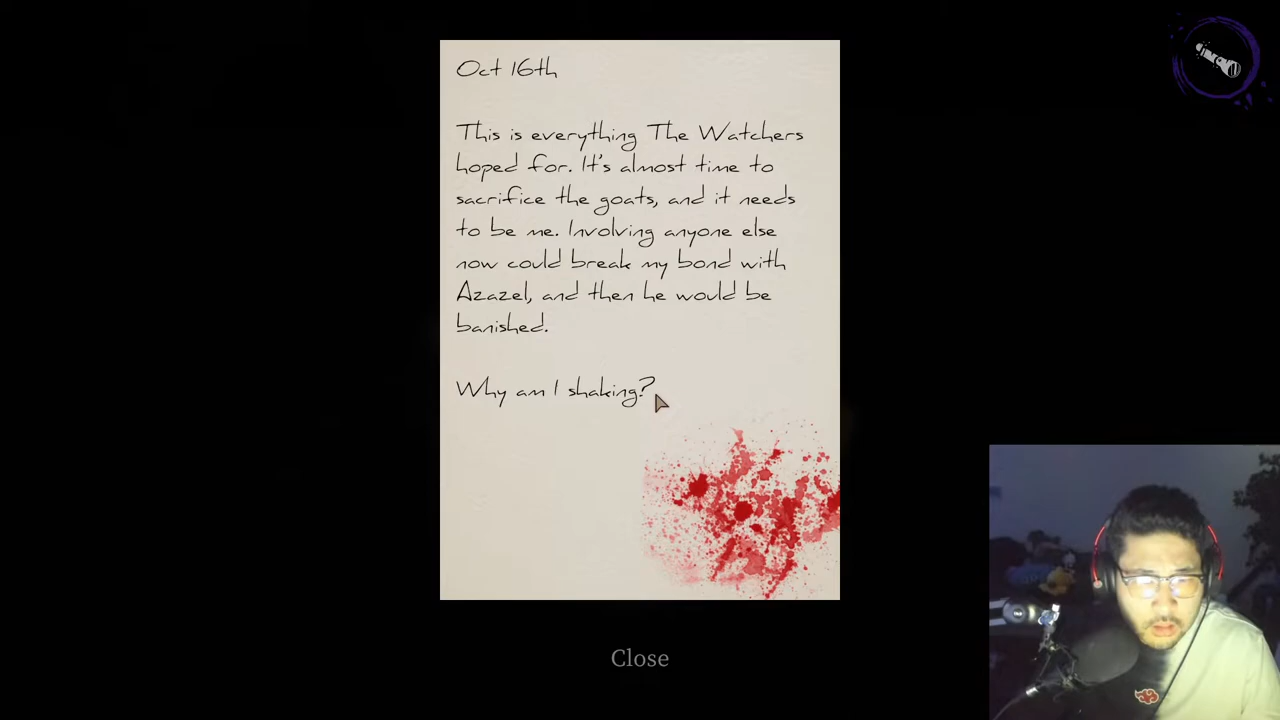 Oct 16th
This is everything The Watchers
hoped for. It's almost time to
sacrifice the goats, and it needs
to be me. Involving anyone else
now could break my bond with
Azazel, and then he would be
banished.
Why am I shaking?
Close